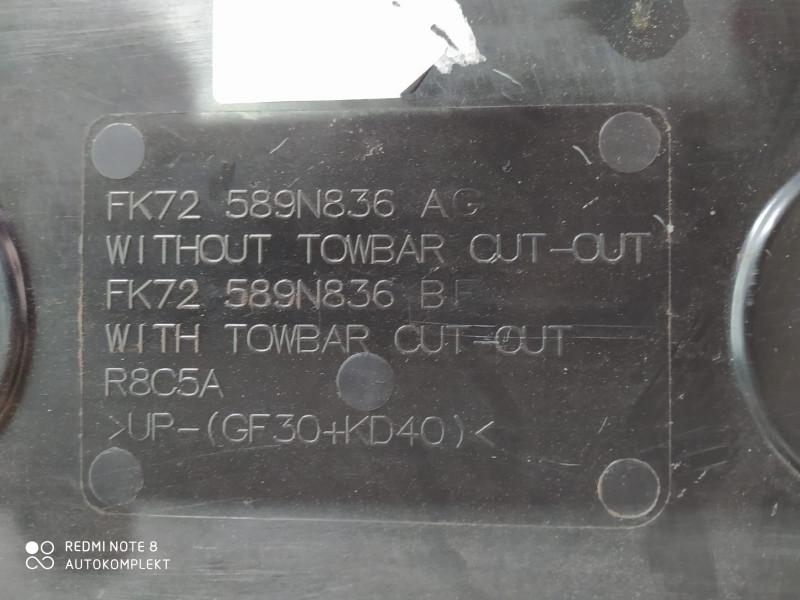 FK72 589N836 AG
WITHOUT TOWBAR CUT-OUT
FK72 589N836 BF
WITH TOWBAR CUT-OUT
R8C5A
>UP-(GF30+KD40)<
REDMI NOTE 8
AUTOKOMPLEKT